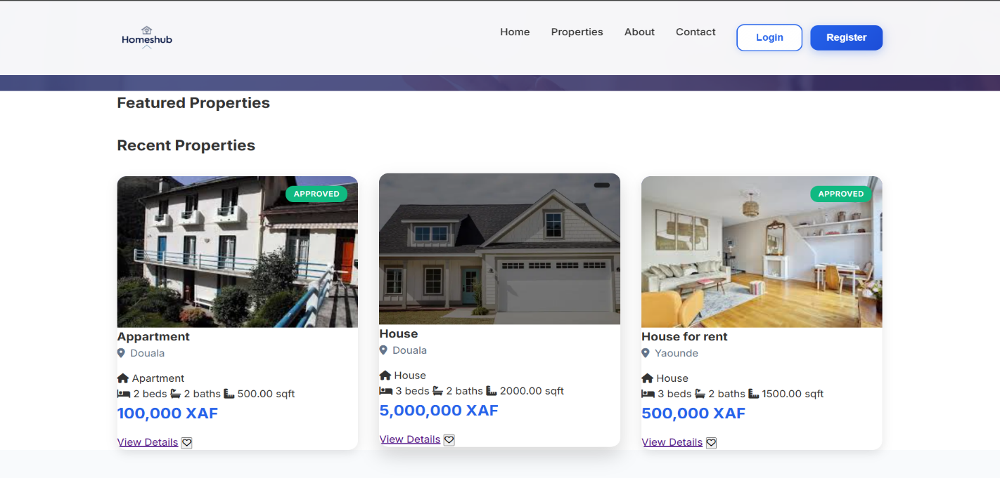 Homeshub
Home Properties About Contact Login Register
Featured Properties
Recent Properties
APPROVED
APPROVED
Appartment
Douala
Apartment
2 beds 2 baths 500.00 sqft
100,000 XAF
View Details
House
Douala
House
3 beds 2 baths 2000.00 sqft
5,000,000 XAF
View Details
House for rent
Yaounde
House
3 beds 2 baths 1500.00 sqft
500,000 XAF
View Details